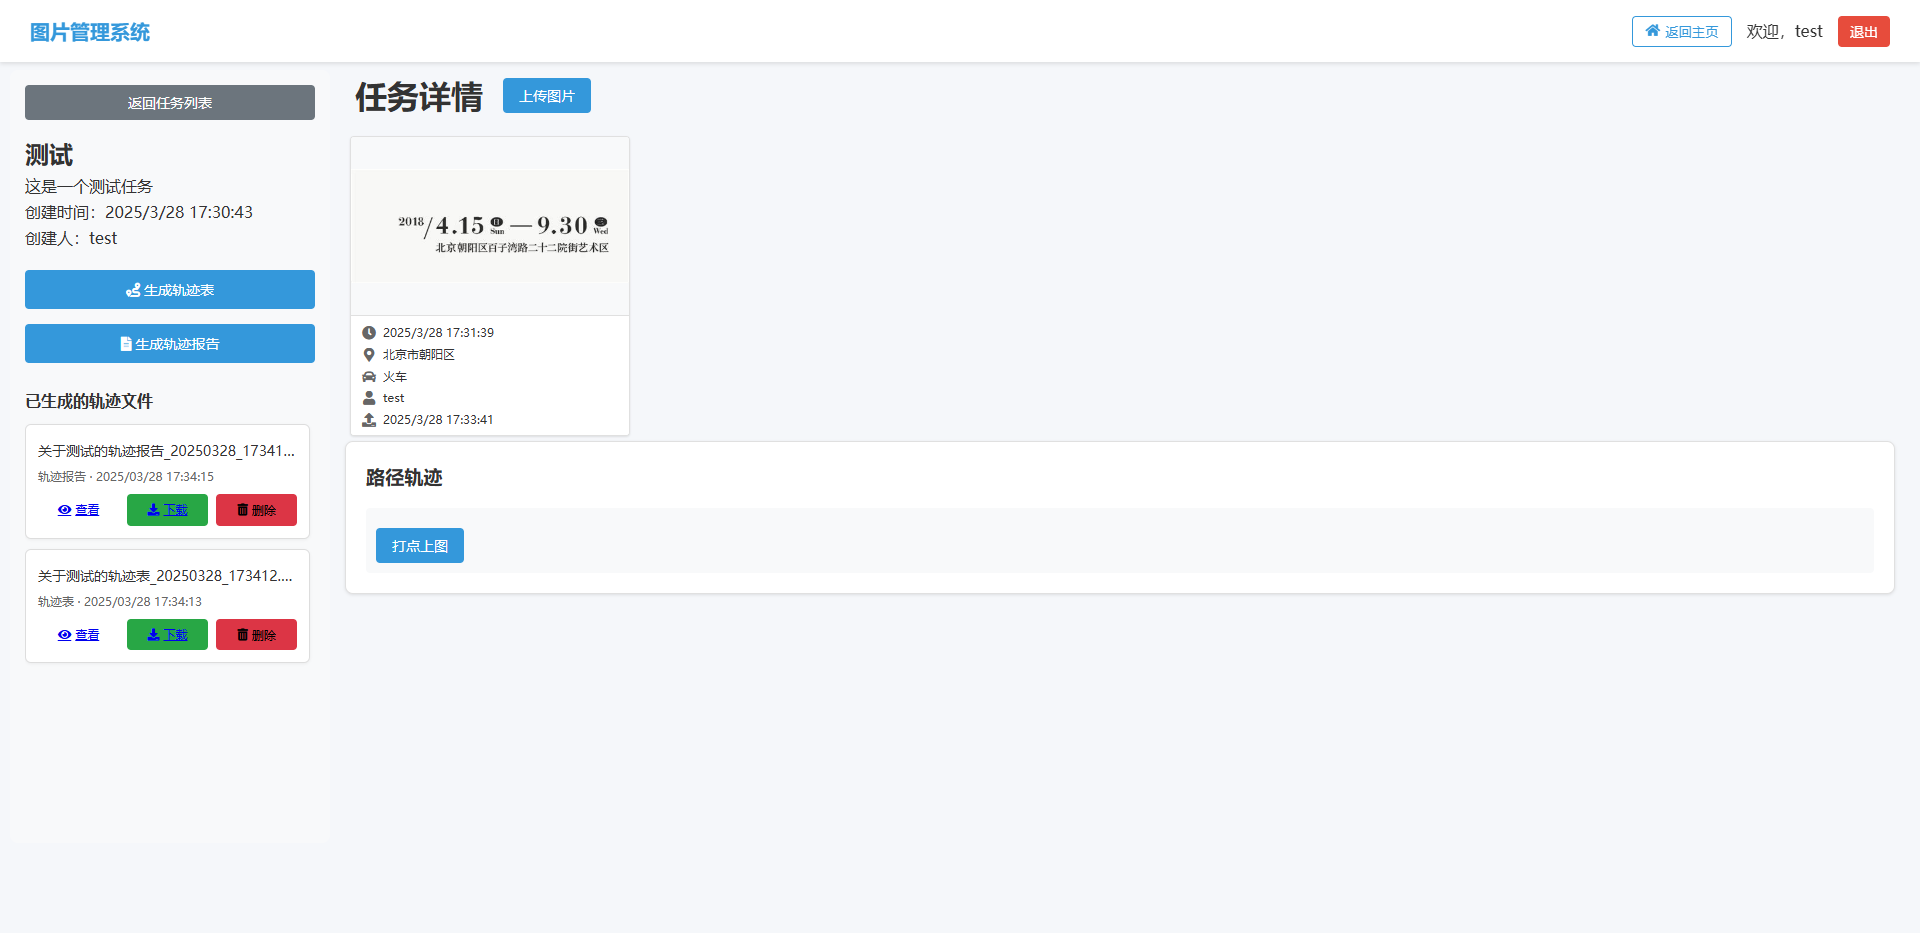 图片管理系统
返回主页
欢迎，test
退出
返回任务列表
测试
这是一个测试任务
创建时间：2025/3/28 17:30:43
创建人：test
生成轨迹表
生成轨迹报告
已生成的轨迹文件
关于测试的轨迹报告_20250328_17341...
轨迹报告 · 2025/03/28 17:34:15
查看
下载
删除
关于测试的轨迹表_20250328_173412....
轨迹表 · 2025/03/28 17:34:13
查看
下载
删除
任务详情
上传图片
2018/4.15 日 Sun — 9.30 Wed
北京朝阳区百子湾路二十二院街艺术区
2025/3/28 17:31:39
北京市朝阳区
火车
test
2025/3/28 17:33:41
路径轨迹
打点上图